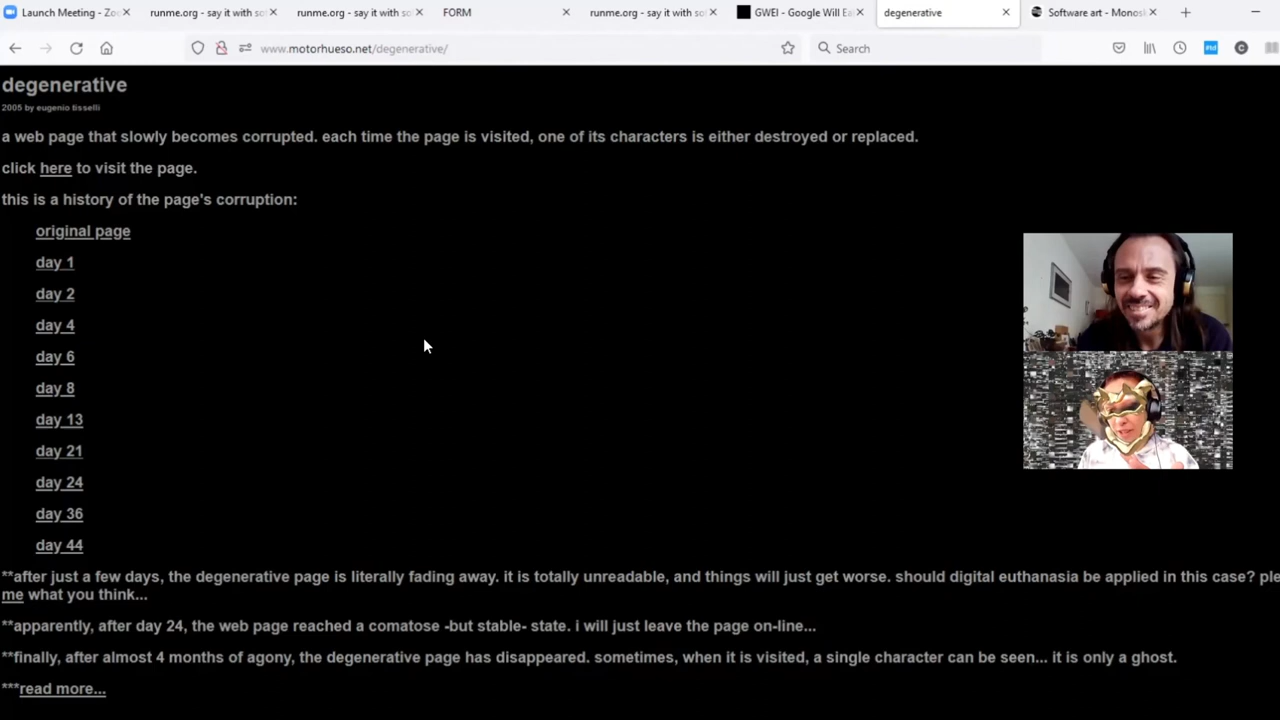 Launch Meeting - Zo
runme.org - say it with so
runme.org - say it with so
FORM
runme.org - say it with so
GWEI - Google Will Ea
degenerative
Software art - Monosk
www.motorhueso.net/degenerative/
Search
degenerative
2005 by eugenio tisselli
a web page that slowly becomes corrupted. each time the page is visited, one of its characters is either destroyed or replaced.
click here to visit the page.
this is a history of the page's corruption:
original page
day 1
day 2
day 4
day 6
day 8
day 13
day 21
day 24
day 36
day 44
**after just a few days, the degenerative page is literally fading away. it is totally unreadable, and things will just get worse. should digital euthanasia be applied in this case? ple
me what you think...
**apparently, after day 24, the web page reached a comatose -but stable- state. i will just leave the page on-line...
**finally, after almost 4 months of agony, the degenerative page has disappeared. sometimes, when it is visited, a single character can be seen... it is only a ghost.
***read more...